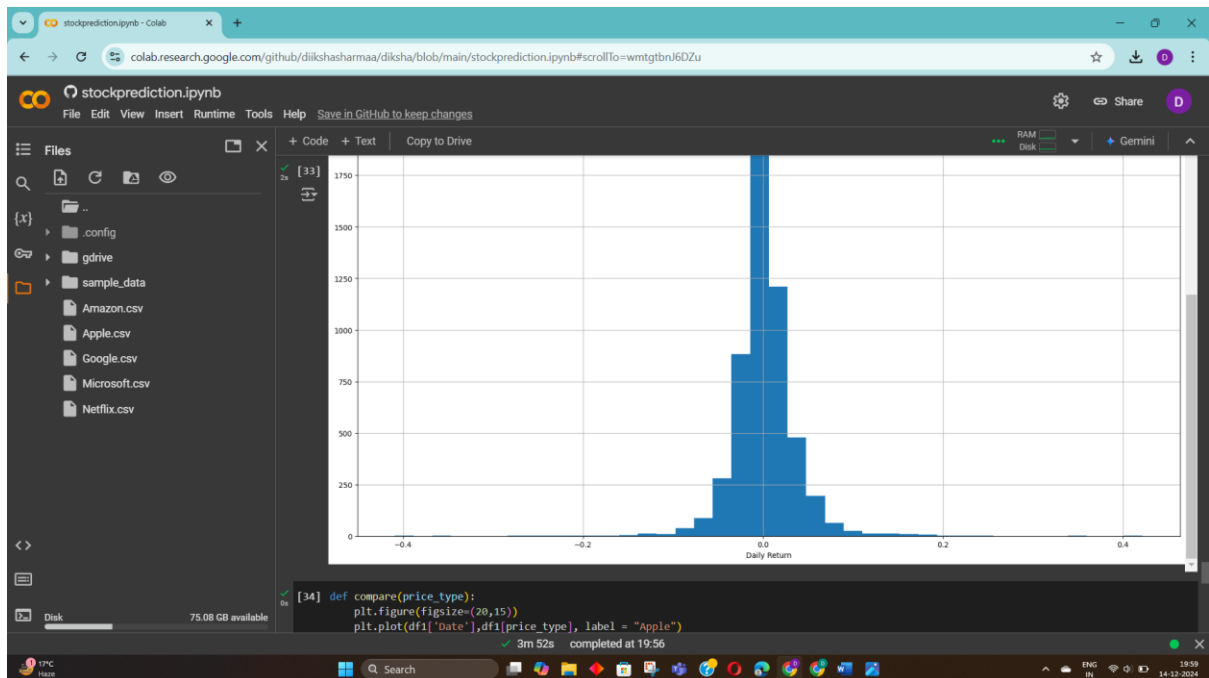 stockprediction.ipynb - Colab
colab.research.google.com/github/diikshasharmaa/diksha/blob/main/stockprediction.ipynb#scrollTo=wmtgtbnJ6DZu
D
stockprediction.ipynb
File Edit View Insert Runtime Tools Help Save in GitHub to keep changes
Share
D
Files
+ Code + Text Copy to Drive
RAM
Disk
Gemini
..
.config
gdrive
sample_data
Amazon.csv
Apple.csv
Google.csv
Microsoft.csv
Netflix.csv
{x}
<>
Disk 75.08 GB available
[33]
2s
1750
1500
1250
1000
750
500
250
0
−0.4 −0.2 0.0 0.2 0.4
Daily Return
[34] def compare(price_type):
0s
plt.figure(figsize=(20,15))
plt.plot(df1['Date'],df1[price_type], label = "Apple")
3m 52s completed at 19:56
1
17°C
Haze
Search
ENG
IN
19:59
14-12-2024